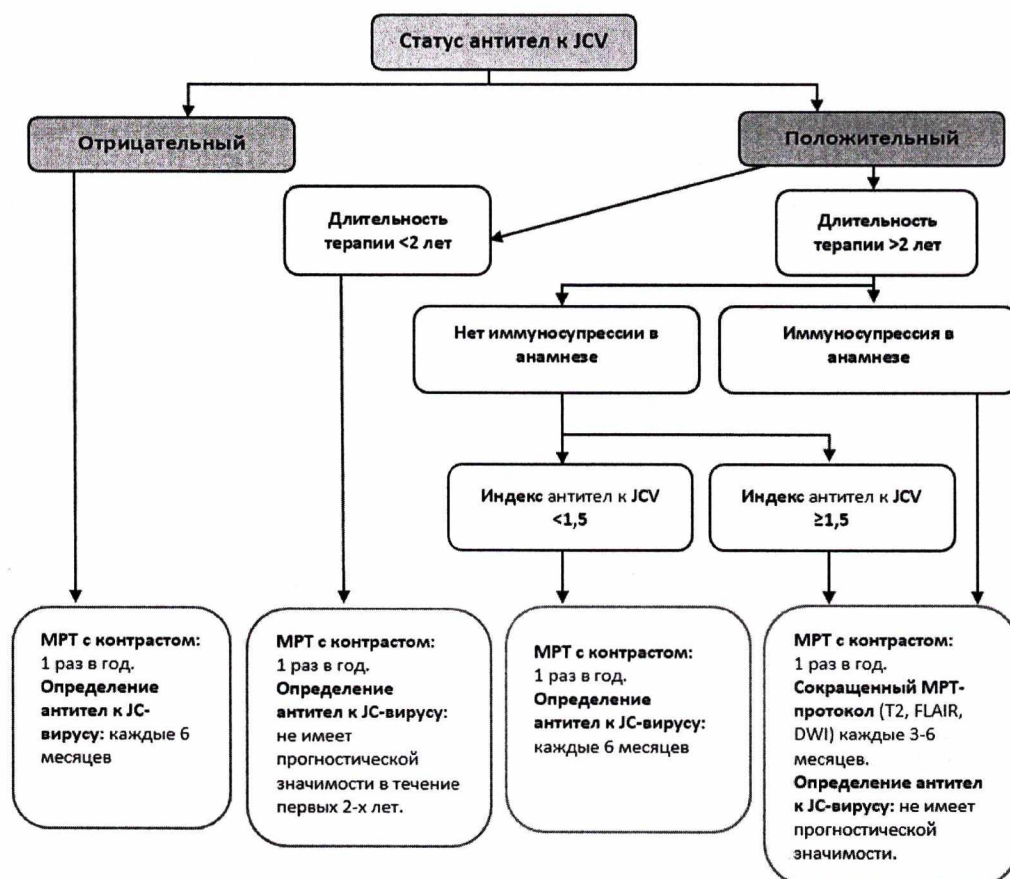 Статус антител к JCV
Отрицательный
Положительный
Длительность
терапии <2 лет
Длительность
терапии >2 лет
Нет иммуносупрессии в
анамнезе
Иммуносупрессия в
анамнезе
Индекс антител к JCV
<1,5
Индекс антител к JCV
≥1,5
МРТ с контрастом:
1 раз в год.
Определение
антител к JC-
вирусу: каждые 6
месяцев
МРТ с контрастом:
1 раз в год.
Определение
антител к JC-вирусу:
не имеет
прогностической
значимости в течение
первых 2-х лет.
МРТ с контрастом:
1 раз в год.
Определение
антител к JC-вирусу:
каждые 6 месяцев
МРТ с контрастом:
1 раз в год.
Сокращенный МРТ-
протокол (T2, FLAIR,
DWI) каждые 3-6
месяцев.
Определение антител
к JC-вирусу: не имеет
прогностической
значимости.